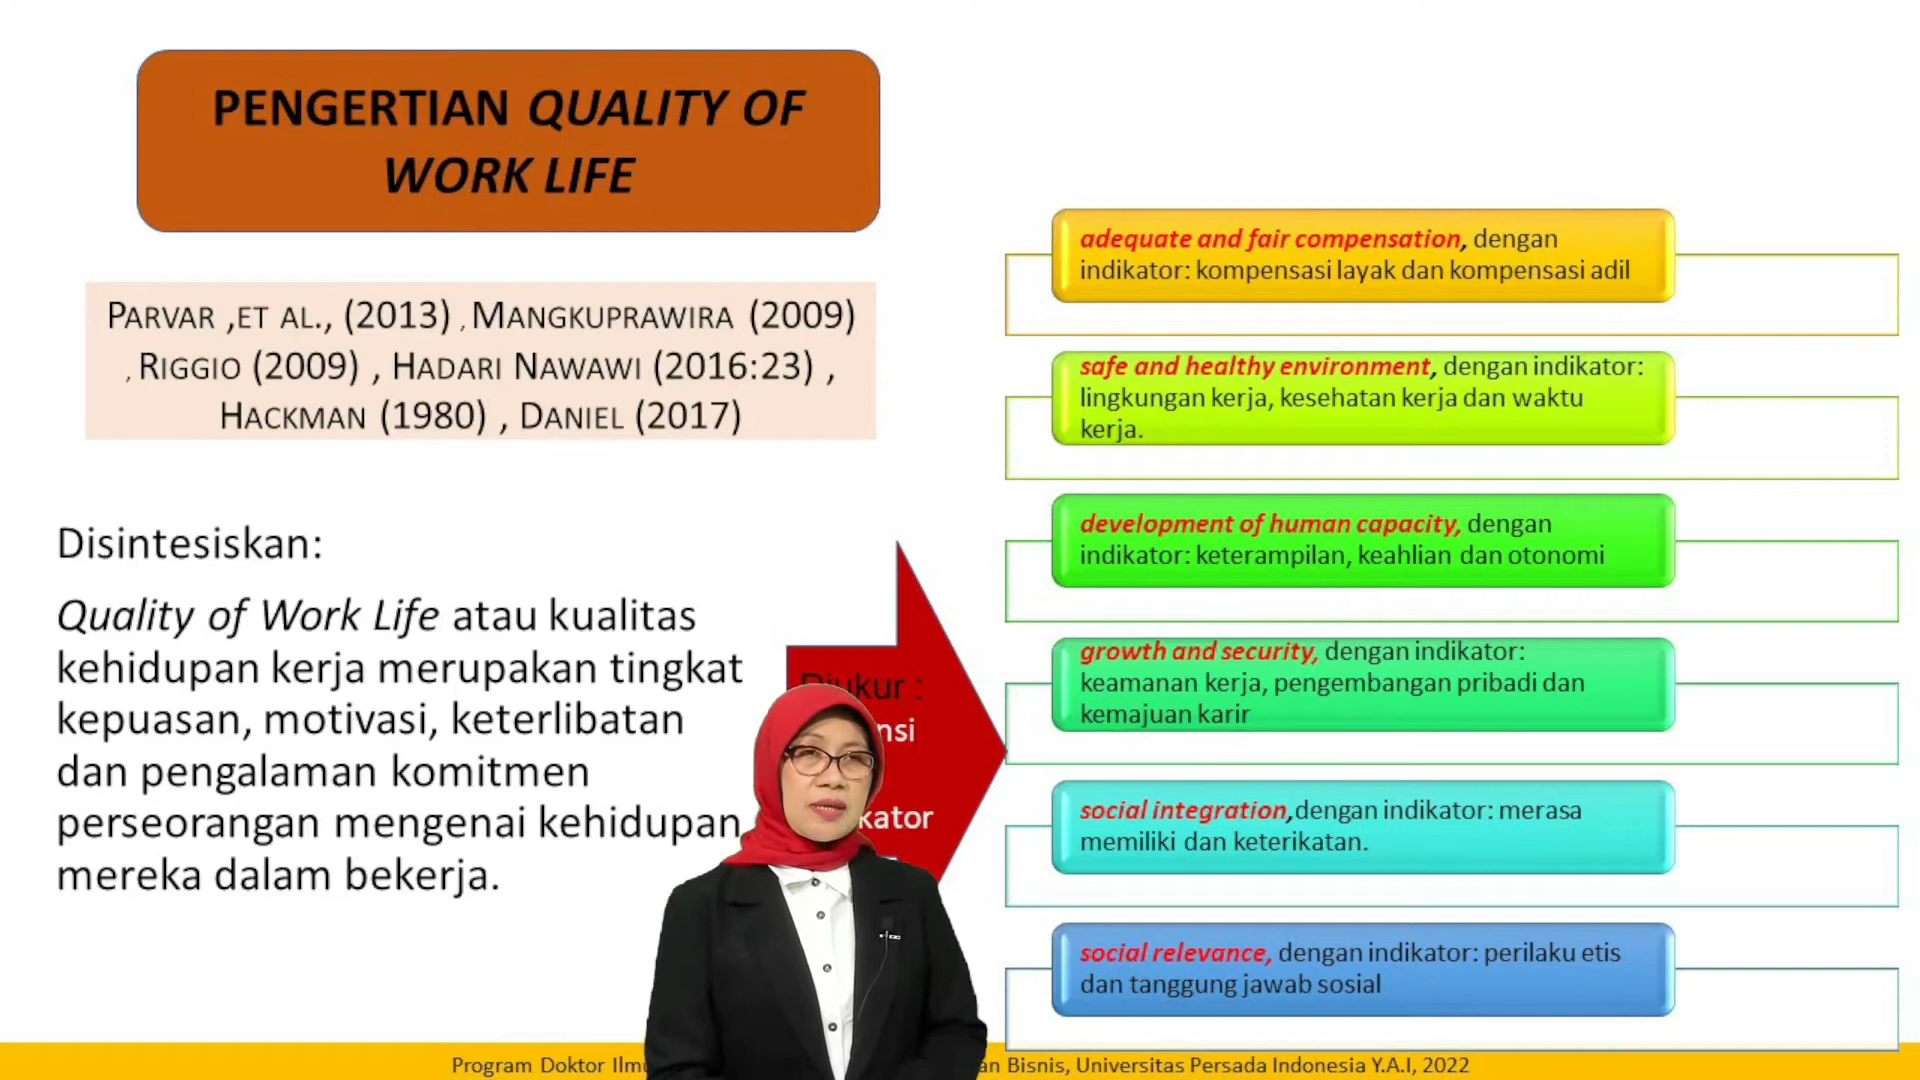 PENGERTIAN QUALITY OF
WORK LIFE
PARVAR ,ET AL., (2013) , MANGKUPRAWIRA (2009)
, RIGGIO (2009) , HADARI NAWAWI (2016:23) ,
HACKMAN (1980) , DANIEL (2017)
Disintesiskan:
Quality of Work Life atau kualitas
kehidupan kerja merupakan tingkat
kepuasan, motivasi, keterlibatan
dan pengalaman komitmen
perseorangan mengenai kehidupan
mereka dalam bekerja.
Diukur :
adequate and fair compensation, dengan
indikator: kompensasi layak dan kompensasi adil
safe and healthy environment, dengan indikator:
lingkungan kerja, kesehatan kerja dan waktu
kerja.
development of human capacity, dengan
indikator: keterampilan, keahlian dan otonomi
growth and security, dengan indikator:
keamanan kerja, pengembangan pribadi dan
kemajuan karir
social integration,dengan indikator: merasa
memiliki dan keterikatan.
social relevance, dengan indikator: perilaku etis
dan tanggung jawab sosial
Program Doktor Bisnis, Universitas Persada Indonesia Y.A.I, 2022